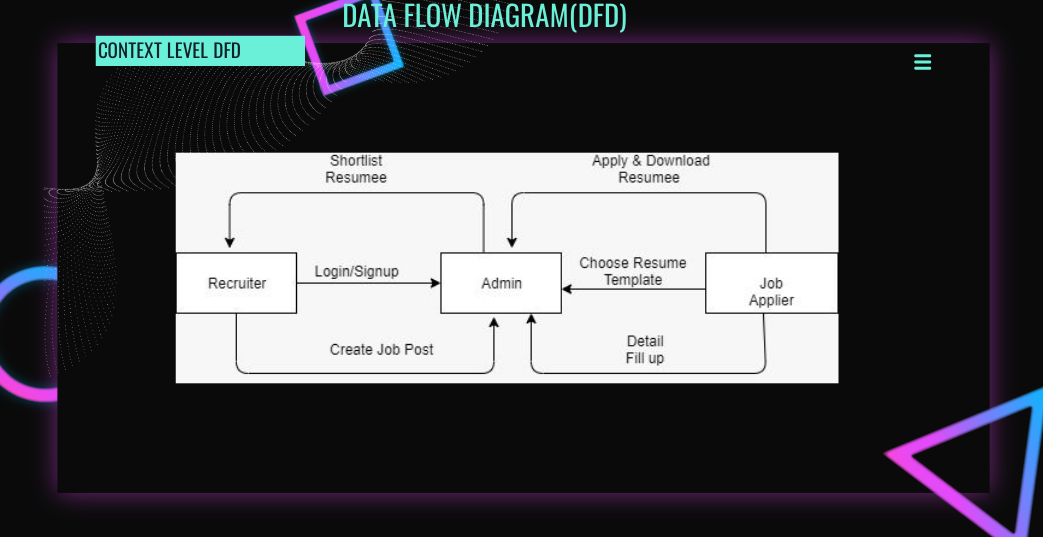 DATA FLOW DIAGRAM(DFD)
CONTEXT LEVEL DFD
Shortlist
Resumee
Apply & Download
Resumee
Recruiter
Login/Signup
Admin
Choose Resume
Template
Job
Applier
Create Job Post
Detail
Fill up